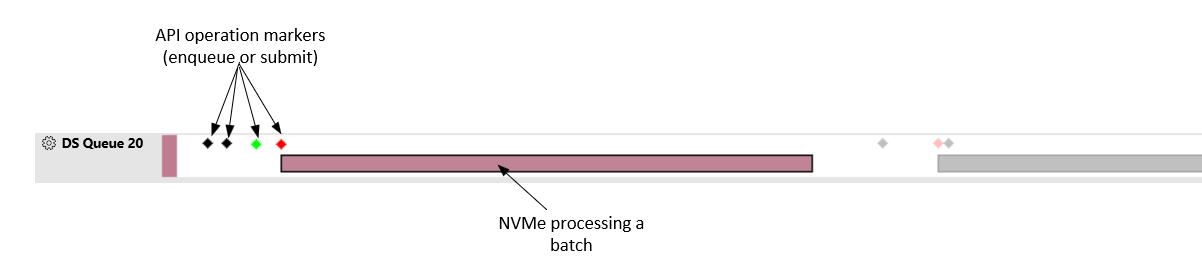 API operation markers
(enqueue or submit)
DS Queue 20
NVMe processing a
batch